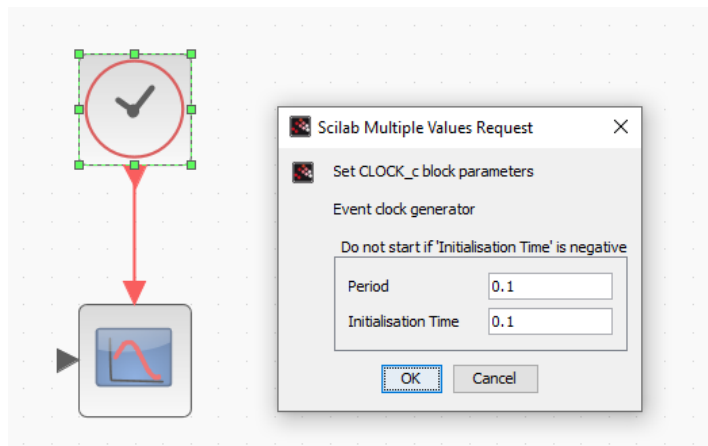 Scilab Multiple Values Request
Set CLOCK_c block parameters
Event clock generator
Do not start if 'Initialisation Time' is negative
Period 0.1
Initialisation Time 0.1
OK Cancel